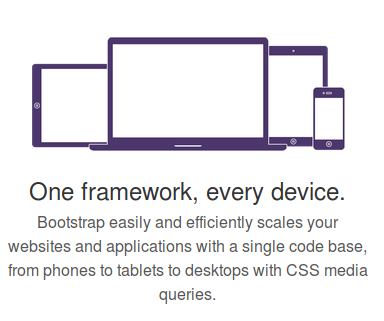 One framework, every device.
Bootstrap easily and efficiently scales your
websites and applications with a single code base,
from phones to tablets to desktops with CSS media
queries.